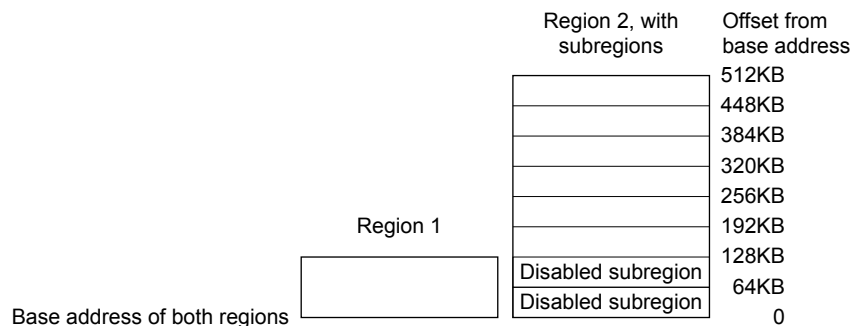 Region 2, with
subregions
Offset from
base address
512KB
448KB
384KB
320KB
256KB
Region 1
192KB
128KB
Disabled subregion
64KB
Disabled subregion
Base address of both regions
0